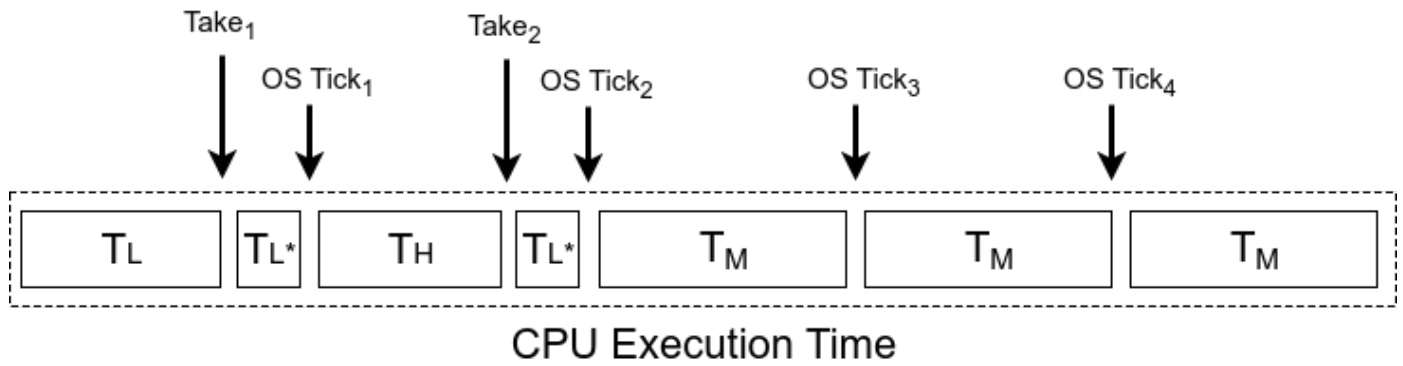 Take₁
Take₂
OS Tick₁
OS Tick₂
OS Tick₃
OS Tick₄
TL
TL*
TH
TL*
TM
TM
TM
CPU Execution Time